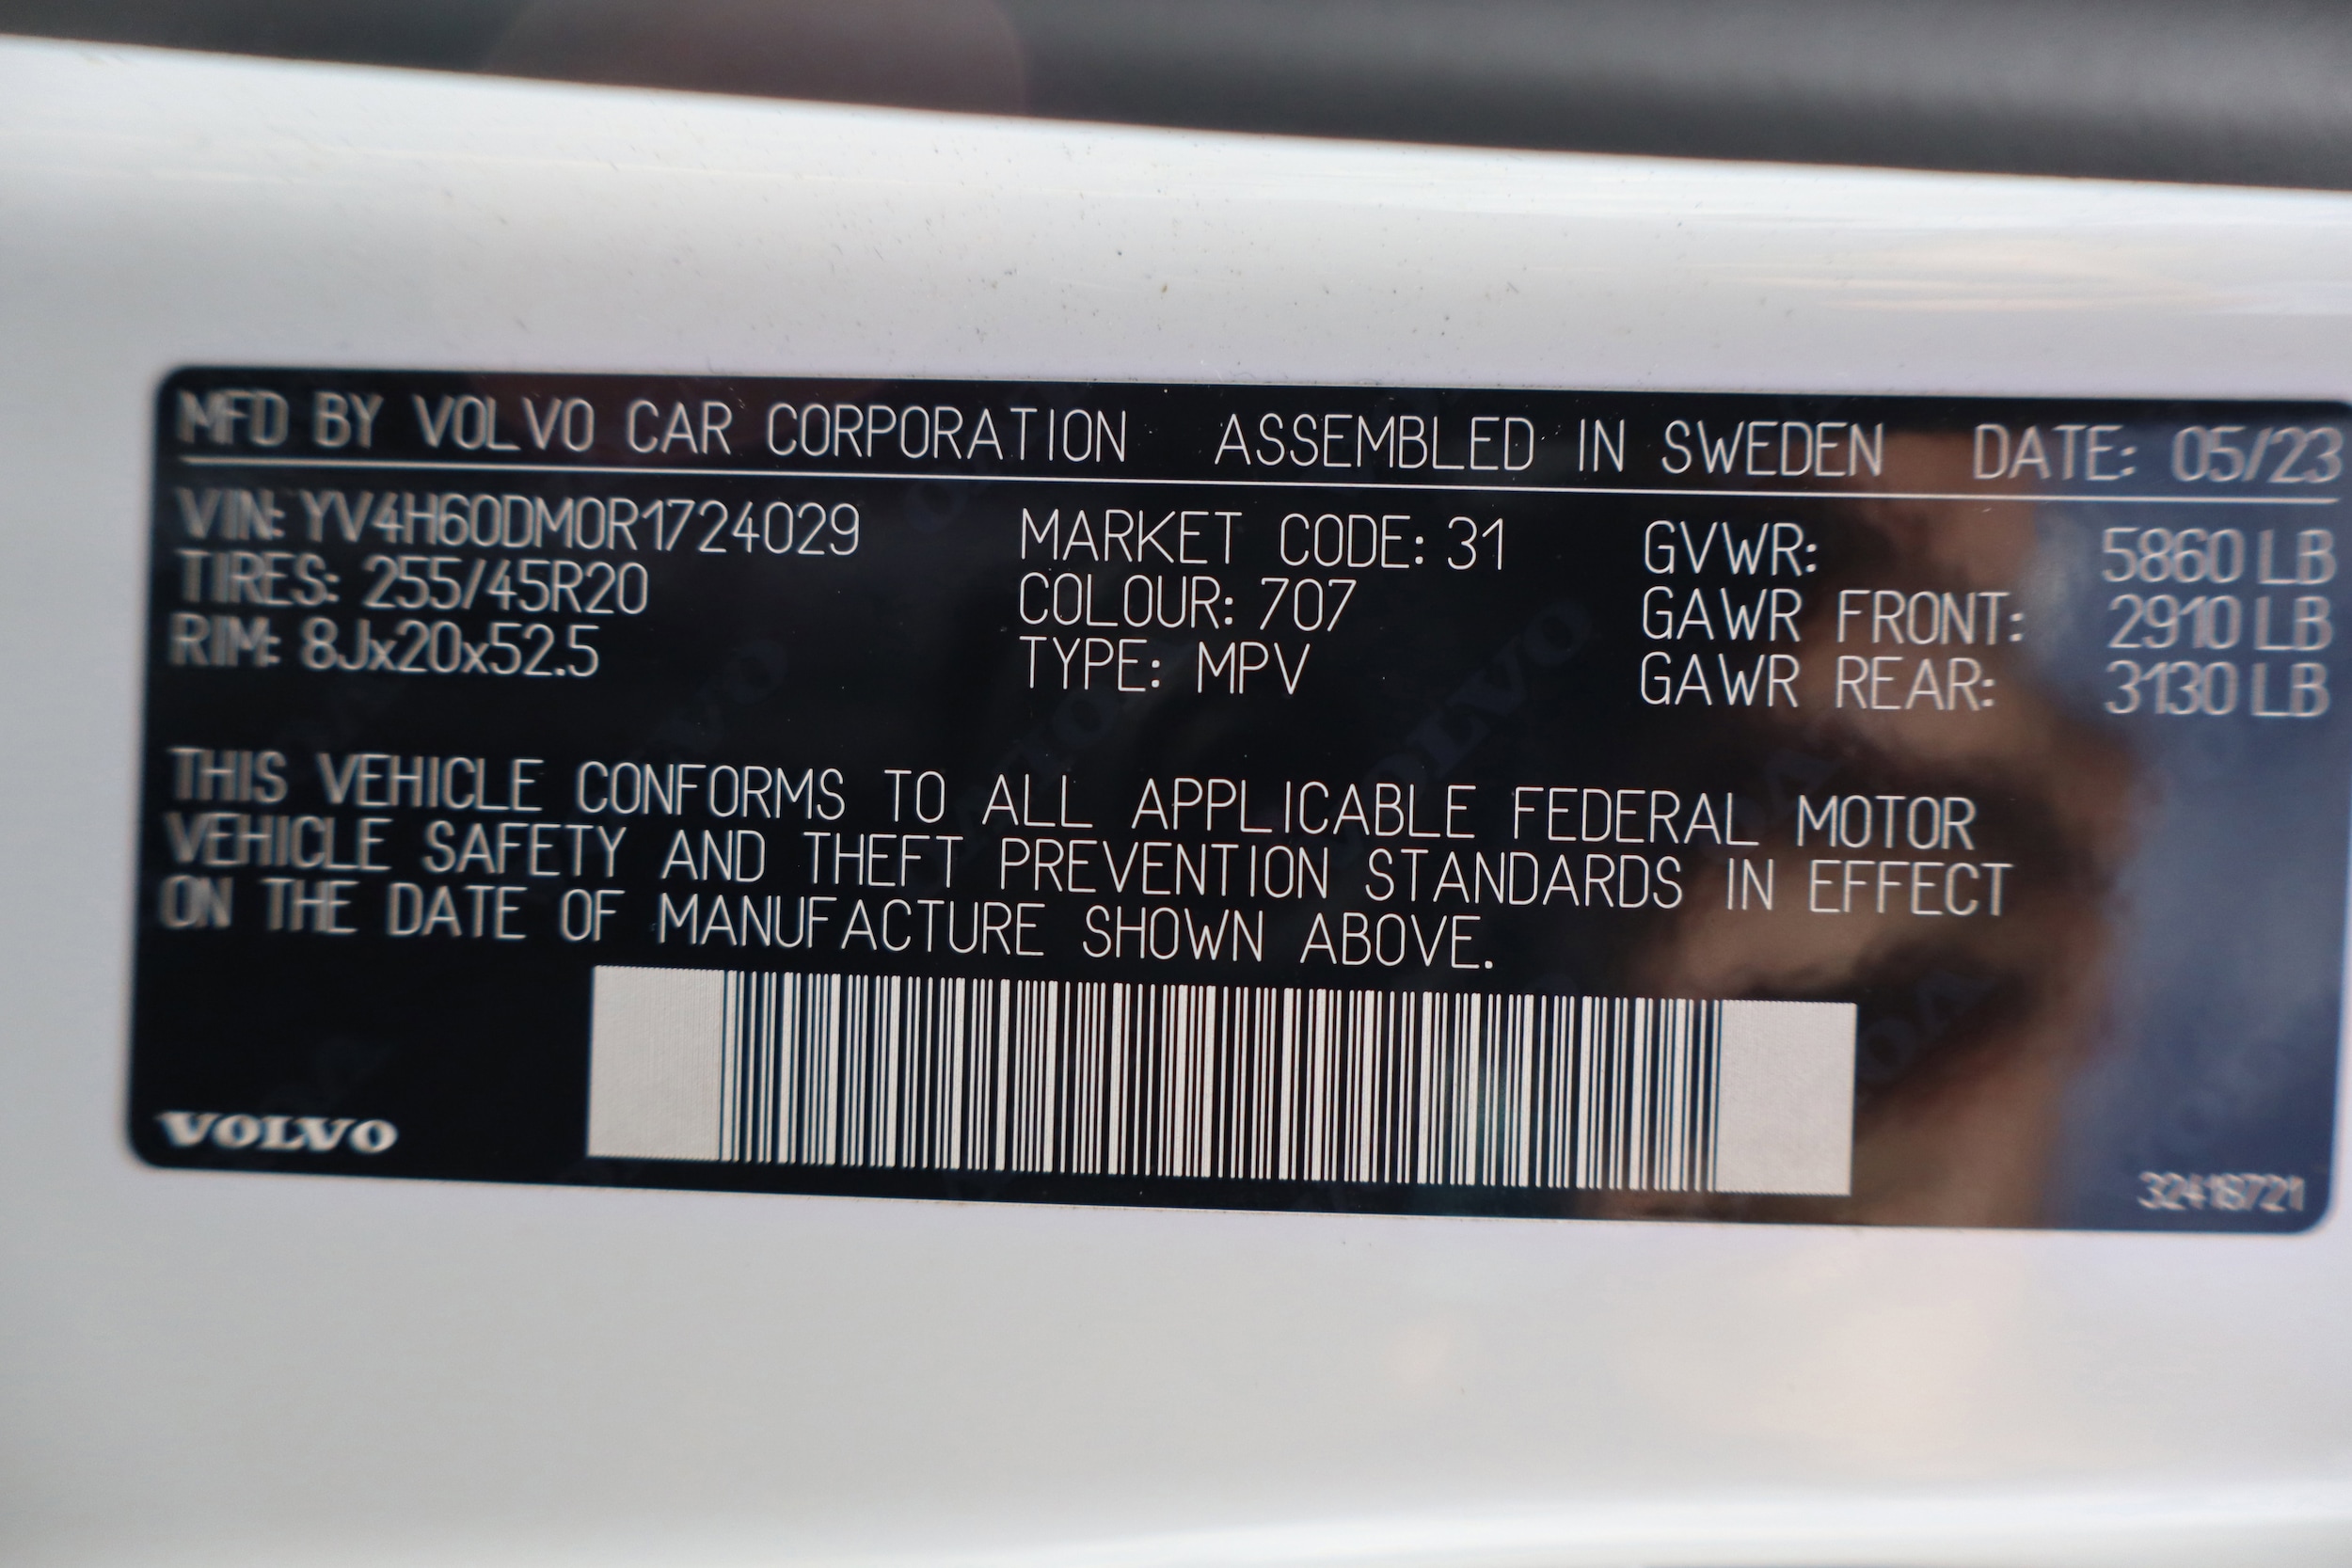 MFD BY VOLVO CAR CORPORATION ASSEMBLED IN SWEDEN DATE: 05/23
VIN: YV4H60DM0R1724029 MARKET CODE: 31 GVWR: 5860 LB
TIRES: 255/45R20 COLOUR: 707 GAWR FRONT: 2910 LB
RIM: 8Jx20x52.5 TYPE: MPV GAWR REAR: 3130 LB
THIS VEHICLE CONFORMS TO ALL APPLICABLE FEDERAL MOTOR
VEHICLE SAFETY AND THEFT PREVENTION STANDARDS IN EFFECT
ON THE DATE OF MANUFACTURE SHOWN ABOVE.
VOLVO
32418721